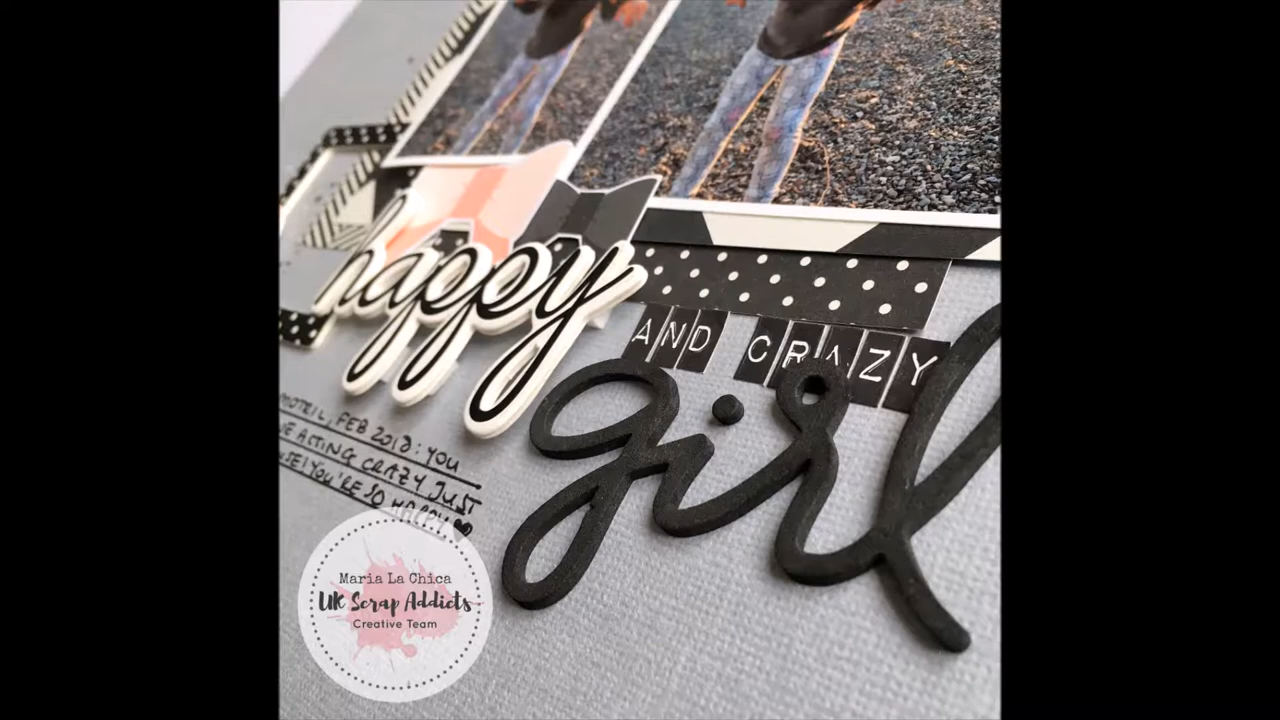 happy
AND CRAZY
girl
MOTRIL, FEB 2018: YOU
ACTING CRAZY JUST
YOU'RE SO HAPPY
Maria La Chica
UK Scrap Addicts
Creative Team